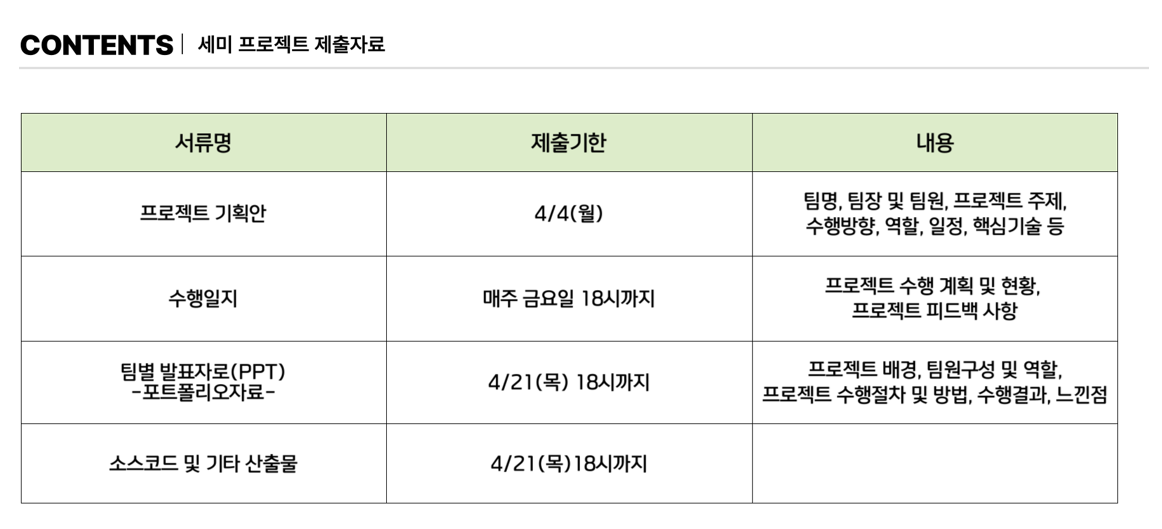 CONTENTS | 세미 프로젝트 제출자료
서류명 제출기한 내용
프로젝트 기획안 4/4(월) 팀명, 팀장 및 팀원, 프로젝트 주제,
수행방향, 역할, 일정, 핵심기술 등
수행일지 매주 금요일 18시까지 프로젝트 수행 계획 및 현황,
프로젝트 피드백 사항
팀별 발표자로(PPT)
-포트폴리오자료-
4/21(목) 18시까지
프로젝트 배경, 팀원구성 및 역할,
프로젝트 수행절차 및 방법, 수행결과, 느낀점
소스코드 및 기타 산출물 4/21(목)18시까지